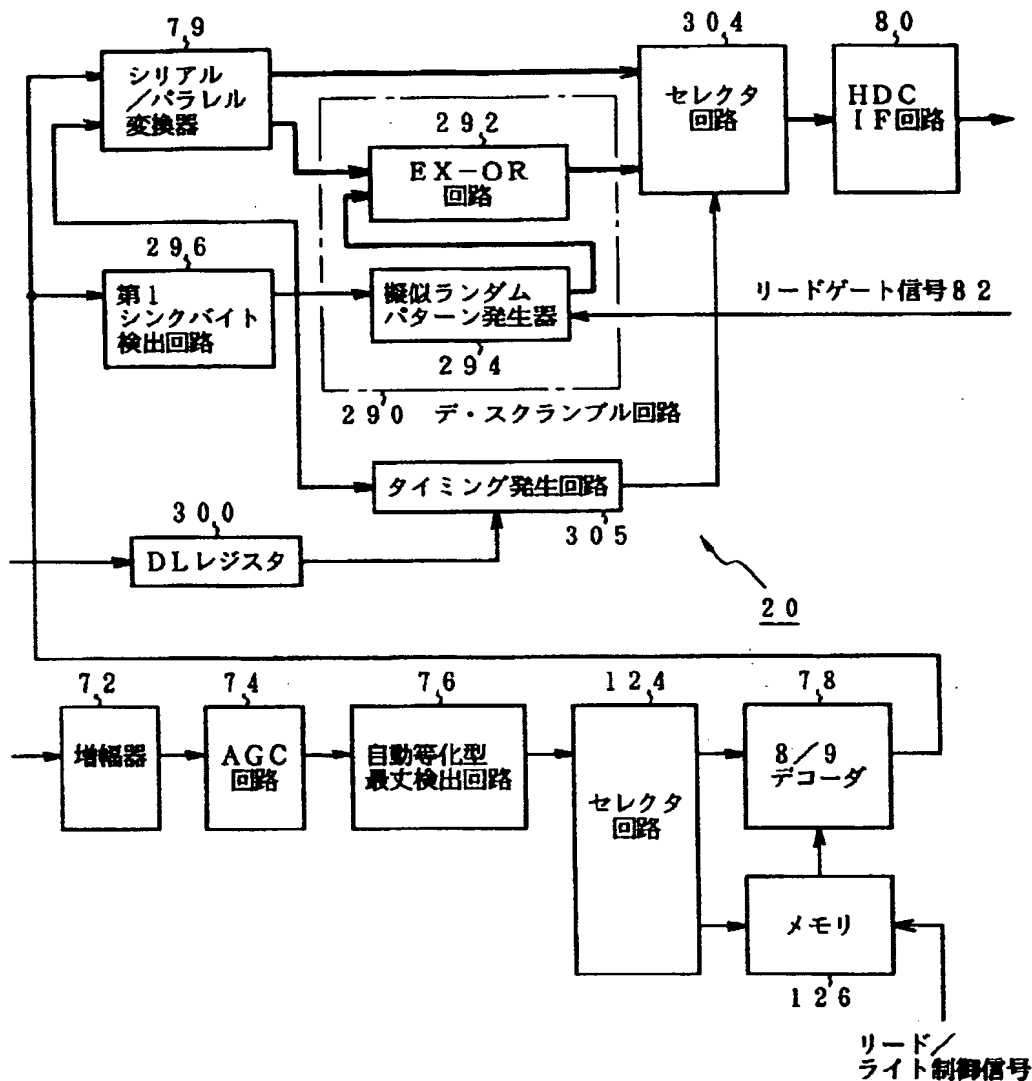 79
シリアル
/パラレル
変換器
304
セレクタ
回路
80
HDC
IF回路
292
EX-OR
回路
296
第1
シンクバイト
検出回路
擬似ランダム
パターン発生器
294
リードゲート信号82
290 デ・スクランブル回路
タイミング発生回路
305
300
DLレジスタ
20
72
増幅器
74
AGC
回路
76
自動等化型
最丈検出回路
124
セレクタ
回路
78
8/9
デコーダ
メモリ
126
リード/
ライト制御信号